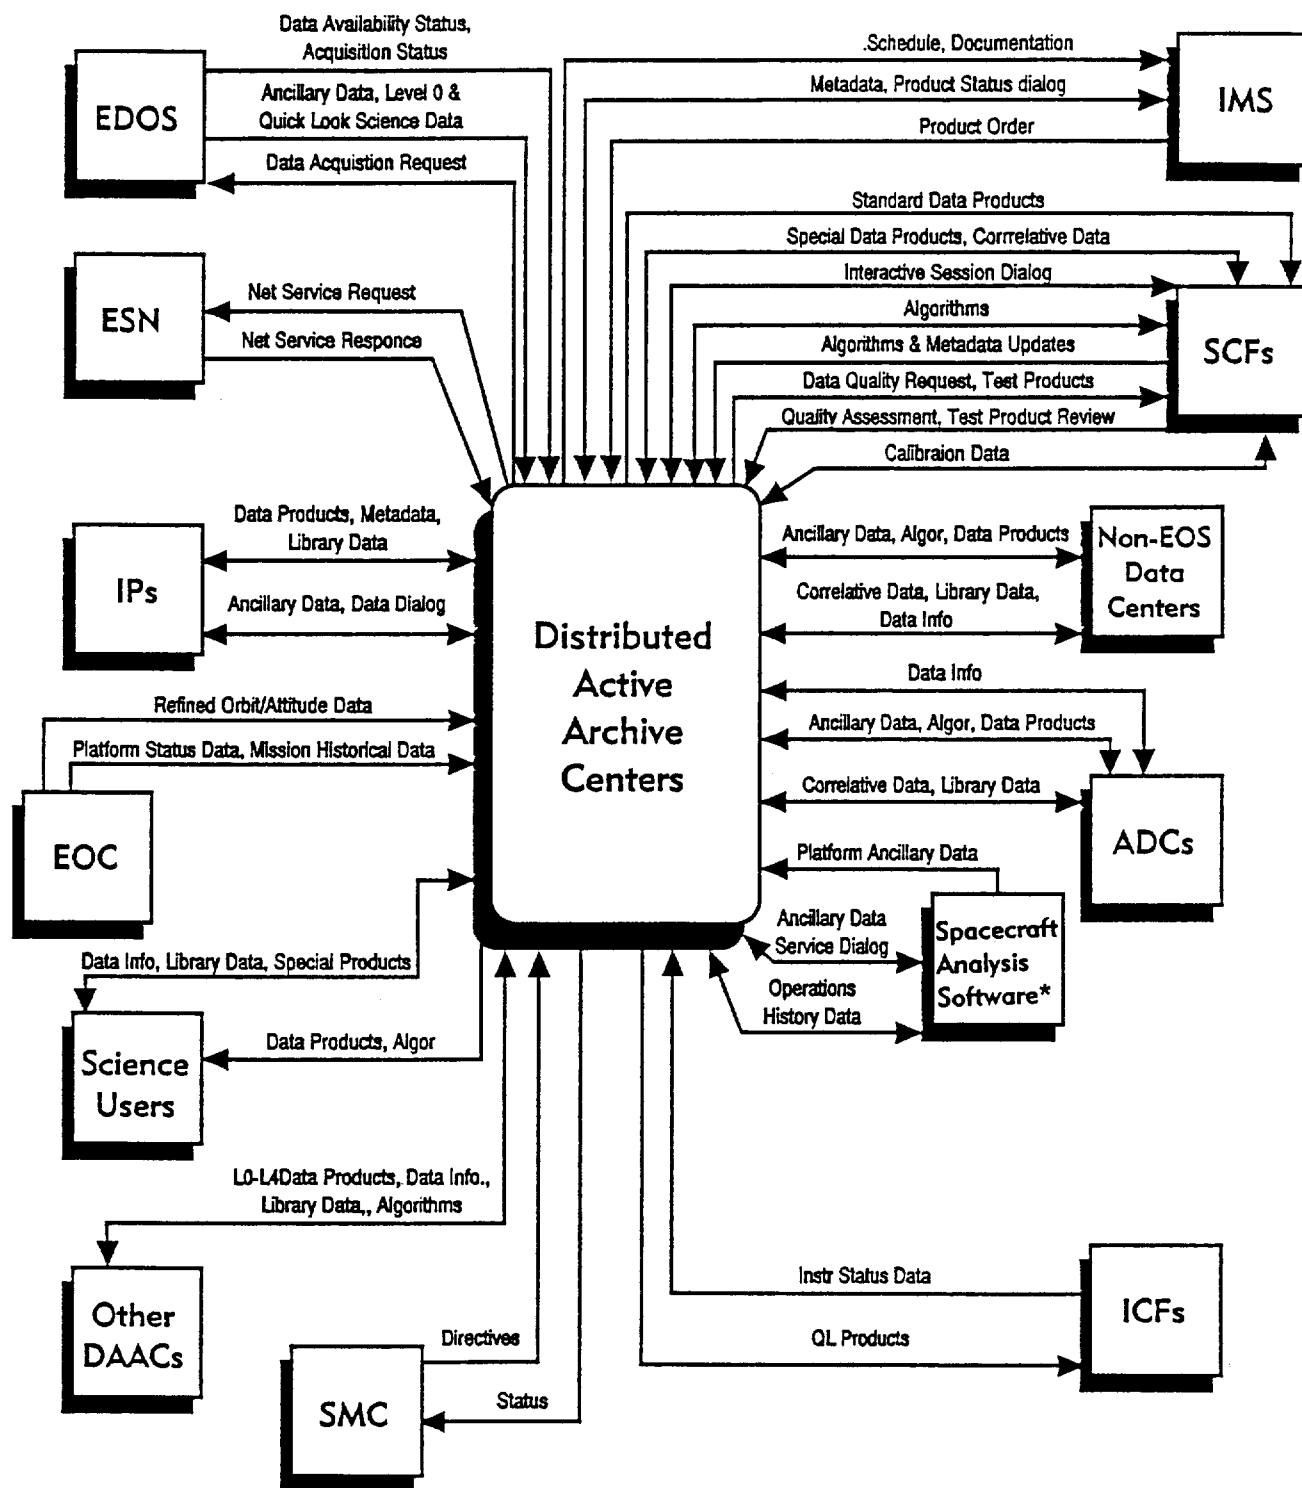 Data Availability Status,
Acquisition Status
EDOS
Ancillary Data, Level 0 &
Quick Look Science Data
Data Acquistion Request
.Schedule, Documentation
Metadata, Product Status dialog
IMS
Product Order
Standard Data Products
Special Data Products, Corrrelative Data
Interactive Session Dialog
Algorithms
SCFs
Algorithms & Metadata Updates
Data Quality Request, Test Products
Quality Assessment, Test Product Review
Calibraion Data
Net Service Request
ESN
Net Service Responce
Data Products, Metadata,
Library Data
IPs
Ancillary Data, Data Dialog
Distributed
Active
Archive
Centers
Ancillary Data, Algor, Data Products
Correlative Data, Library Data,
Data Info
Non-EOS
Data
Centers
Refined Orbit/Attitude Data
Platform Status Data, Mission Historical Data
EOC
Data Info
Ancillary Data, Algor, Data Products
Correlative Data, Library Data
ADCs
Platform Ancillary Data
Ancillary Data
Service Dialog
Operations
History Data
Spacecraft
Analysis
Software*
Data Info, Library Data, Special Products
Data Products, Algor
Science
Users
L0-L4Data Products, Data Info.,
Library Data,, Algorithms
Other
DAACs
Directives
SMC
Status
Instr Status Data
ICFs
QL Products